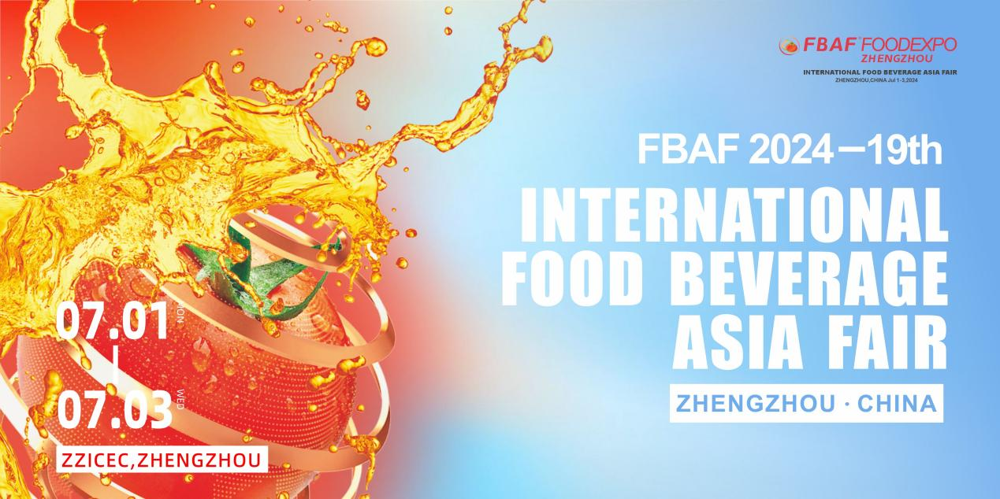 FBAF FOODEXPO
ZHENGZHOU
INTERNATIONAL FOOD BEVERAGE ASIA FAIR
ZHENGZHOU,CHINA Jul 1-3,2024
FBAF 2024—19th
INTERNATIONAL
FOOD BEVERAGE
ASIA FAIR
ZHENGZHOU · CHINA
07.01 MON
07.03 WED
ZZICEC,ZHENGZHOU